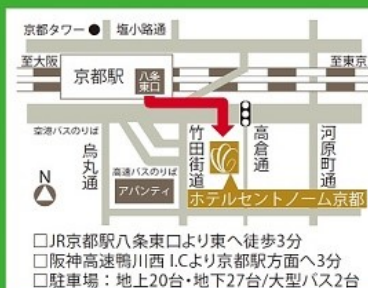 京都タワー● 塩小路通
至大阪
至東京
京都駅
八条
東口
空港バスのりば
烏丸通
高速バスのりば
アバンティ
竹田街道
高倉通
河原町通
N
ホテルセントノーム京都
□JR京都駅八条東口より東へ徒歩3分
□阪神高速鴨川西I.Cより京都駅方面へ3分
□駐車場:地上20台・地下27台/大型バス2台